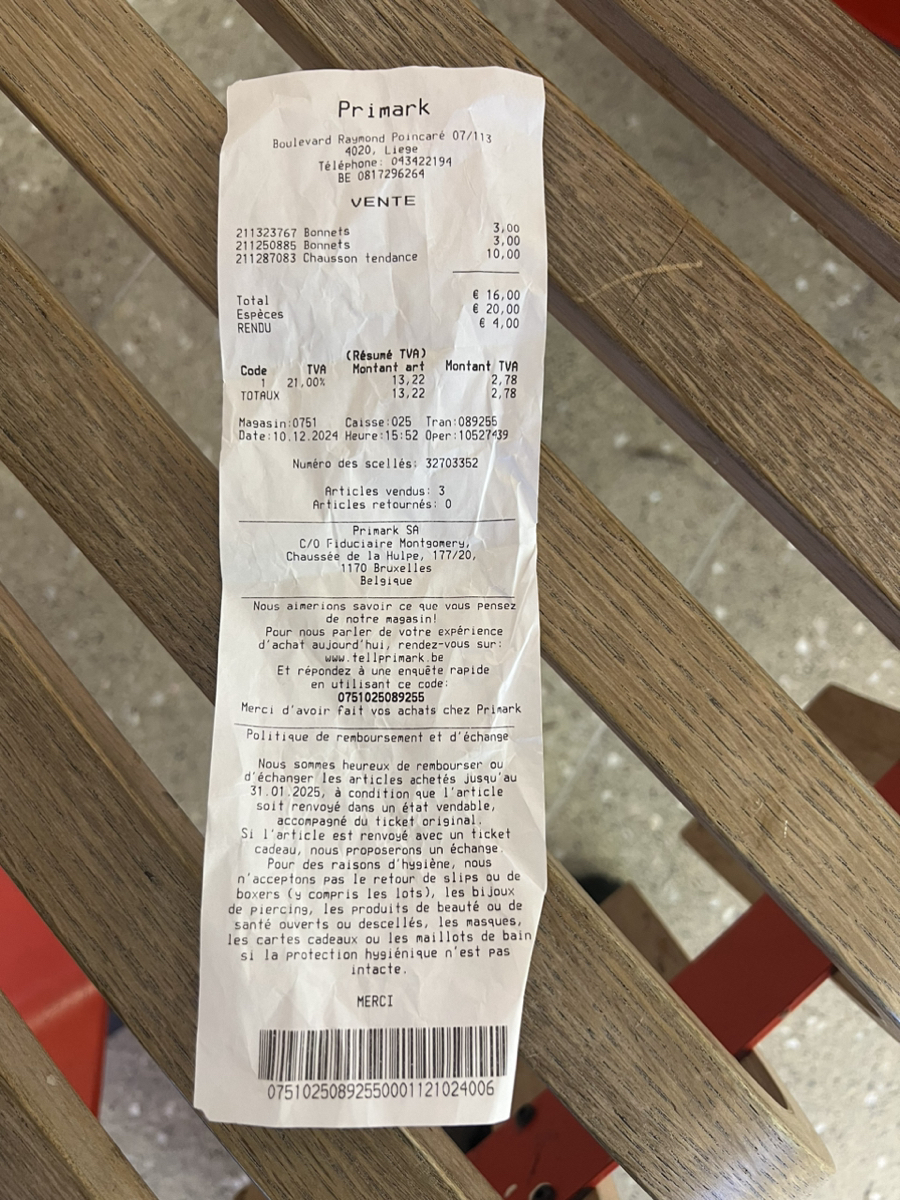 Primark
Boulevard Raymond Poincaré 07/113
4020, Liege
Téléphone: 043422194
BE 0817296264
VENTE
211323767 Bonnets 3,00
211250885 Bonnets 3,00
211287083 Chausson tendance 10,00
Total € 16,00
Espèces € 20,00
RENDU € 4,00
(Résumé TVA)
Code TVA Montant art Montant TVA
1 21.00% 13,22 2,78
TOTAUX 13,22 2,78
Magasin:0751 Caisse:025 Tran:089255
Date:10.12.2024 Heure:15:52 Oper:10527439
Numéro des scellés: 32703352
Articles vendus: 3
Articles retournés: 0
Primark SA
C/O Fiduciaire Montgomery,
Chaussée de la Hulpe, 177/20,
1170 Bruxelles
Belgique
Nous aimerions savoir ce que vous pensez
de notre magasin!
Pour nous parler de votre expérience
d'achat aujourd'hui, rendez-vous sur:
www.tellprimark.be
Et répondez à une enquête rapide
en utilisant ce code:
0751025089255
Merci d'avoir fait vos achats chez Primark
Politique de remboursement et d'échange
Nous sommes heureux de rembourser ou
d'échanger les articles achetés jusqu'au
31.01.2025, à condition que l'article
soit renvoyé dans un état vendable,
accompagné du ticket original.
Si l'article est renvoyé avec un ticket
cadeau, nous proposerons un échange.
Pour des raisons d'hygiène, nous
n'acceptons pas le retour de slips ou de
boxers (y compris les lots), les bijoux
de piercing, les produits de beauté ou de
santé ouverts ou descellés, les masques,
les cartes cadeaux ou les maillots de bain
si la protection hygiénique n'est pas
intacte.
MERCI
07510250892550001121024006